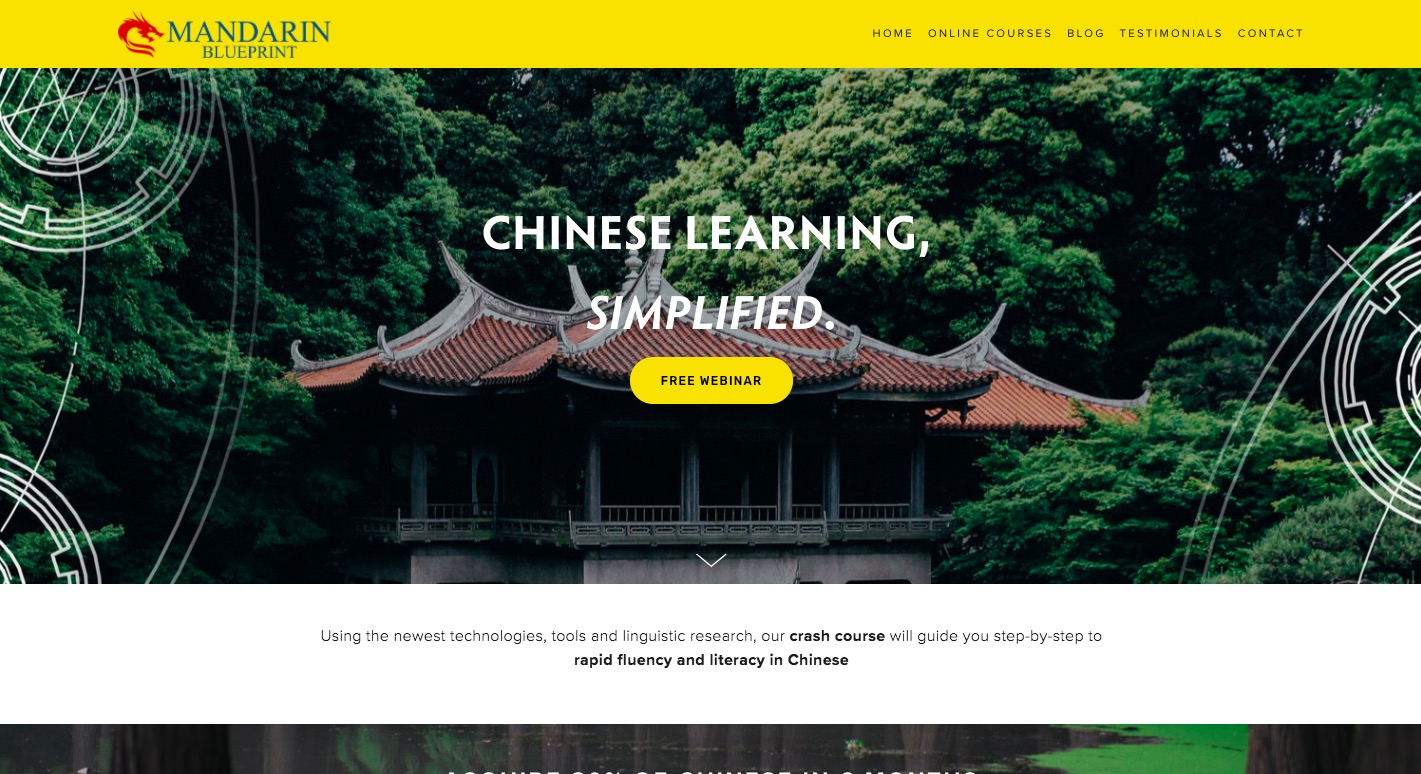 MANDARIN
BLUEPRINT
HOME ONLINE COURSES BLOG TESTIMONIALS CONTACT
CHINESE LEARNING,
SIMPLIFIED.
FREE WEBINAR
Using the newest technologies, tools and linguistic research, our crash course will guide you step-by-step to
rapid fluency and literacy in Chinese